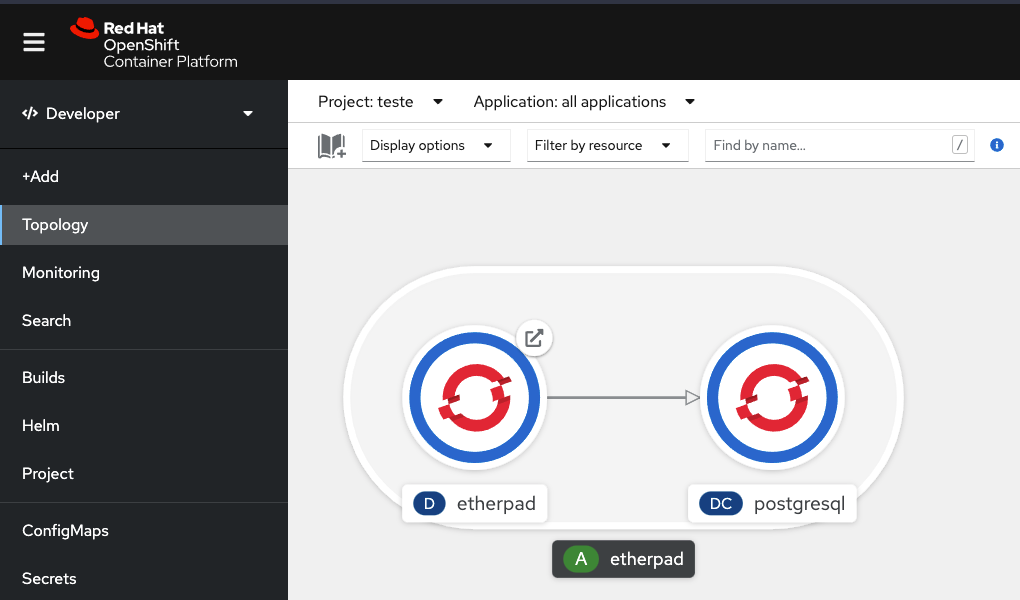 Red Hat
OpenShift
Container Platform
</> Developer
Project: teste
Application: all applications
Display options
Filter by resource
Find by name...
/
i
+Add
Topology
Monitoring
Search
Builds
Helm
Project
ConfigMaps
Secrets
D etherpad
DC postgresql
A etherpad